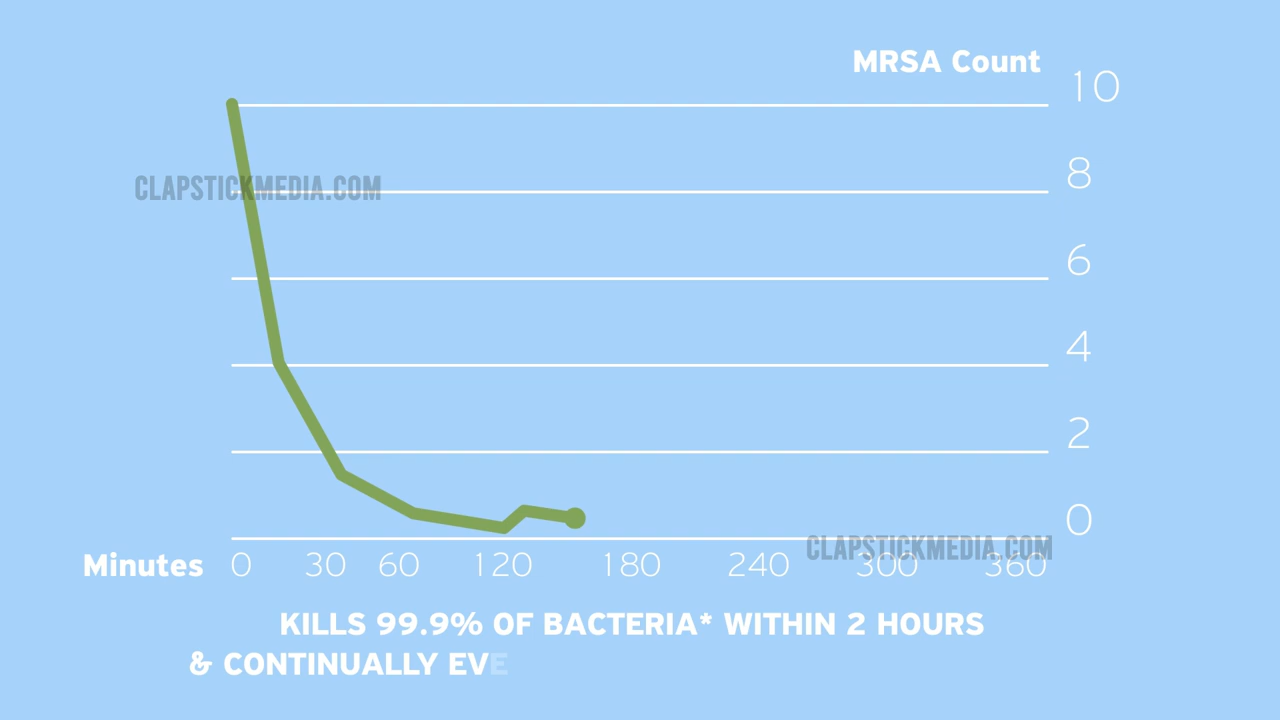 MRSA Count
10
8
CLAPSTICKMEDIA.COM
6
4
2
0
CLAPSTICKMEDIA.COM
Minutes 0 30 60 120 180 240 300 360
KILLS 99.9% OF BACTERIA* WITHIN 2 HOURS
& CONTINUALLY EVE